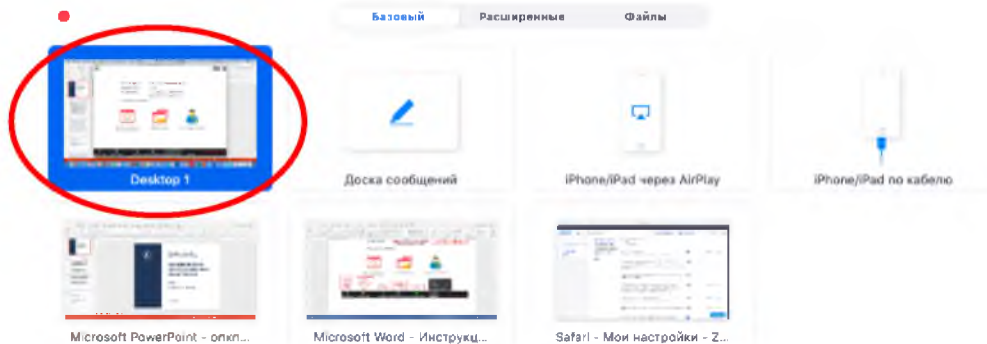 Базовый Расширенные Файлы
Desktop 1 Доска сообщений iPhone/iPad через AirPlay iPhone/iPad по кабелю
Microsoft PowerPoint - опкп... Microsoft Word - Инструкц... Safari - Мои настройки - Z...